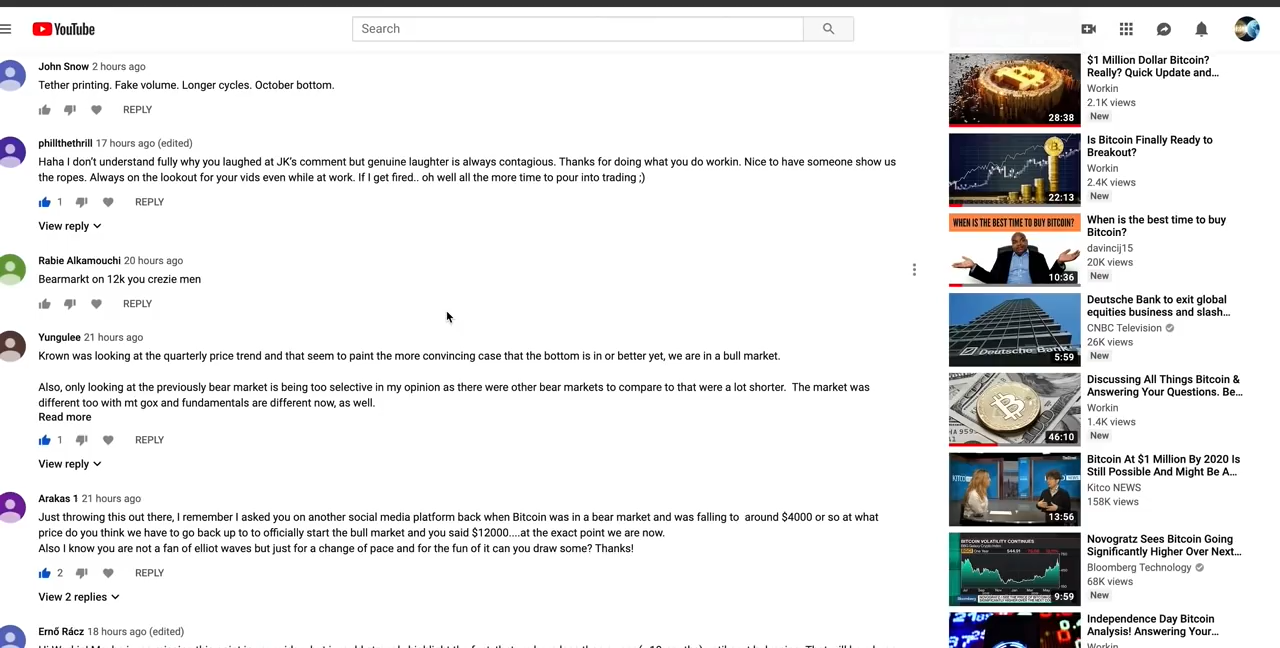 YouTube
Search
John Snow 2 hours ago
Tether printing. Fake volume. Longer cycles. October bottom.
REPLY
phillthethrill 17 hours ago (edited)
Haha I don't understand fully why you laughed at JK's comment but genuine laughter is always contagious. Thanks for doing what you do workin. Nice to have someone show us
the ropes. Always on the lookout for your vids even while at work. If I get fired.. oh well all the more time to pour into trading ;)
1 REPLY
View reply
Rabie Alkamouchi 20 hours ago
Bearmarkt on 12k you crezie men
REPLY
Yungulee 21 hours ago
Krown was looking at the quarterly price trend and that seem to paint the more convincing case that the bottom is in or better yet, we are in a bull market.
Also, only looking at the previously bear market is being too selective in my opinion as there were other bear markets to compare to that were a lot shorter. The market was
different too with mt gox and fundamentals are different now, as well.
Read more
1 REPLY
View reply
Arakas 1 21 hours ago
Just throwing this out there, I remember I asked you on another social media platform back when Bitcoin was in a bear market and was falling to around $4000 or so at what
price do you think we have to go back up to to officially start the bull market and you said $12000....at the exact point we are now.
Also I know you are not a fan of elliot waves but just for a change of pace and for the fun of it can you draw some? Thanks!
2 REPLY
View 2 replies
Ernő Rácz 18 hours ago (edited)
28:38
$1 Million Dollar Bitcoin?
Really? Quick Update and...
Workin
2.1K views
New
22:13
Is Bitcoin Finally Ready to
Breakout?
Workin
2.4K views
New
WHEN IS THE BEST TIME TO BUY BITCOIN?
10:36
When is the best time to buy
Bitcoin?
davincij15
20K views
New
Deutsche Bank
5:59
Deutsche Bank to exit global
equities business and slash...
CNBC Television
26K views
New
46:10
Discussing All Things Bitcoin &
Answering Your Questions. Be...
Workin
1.4K views
New
KITCO
13:56
Bitcoin At $1 Million By 2020 Is
Still Possible And Might Be A...
Kitco NEWS
158K views
BITCOIN VOLATILITY CONTINUES
9:59
Novogratz Sees Bitcoin Going
Significantly Higher Over Next...
Bloomberg Technology
68K views
New
Independence Day Bitcoin
Analysis! Answering Your...
Workin